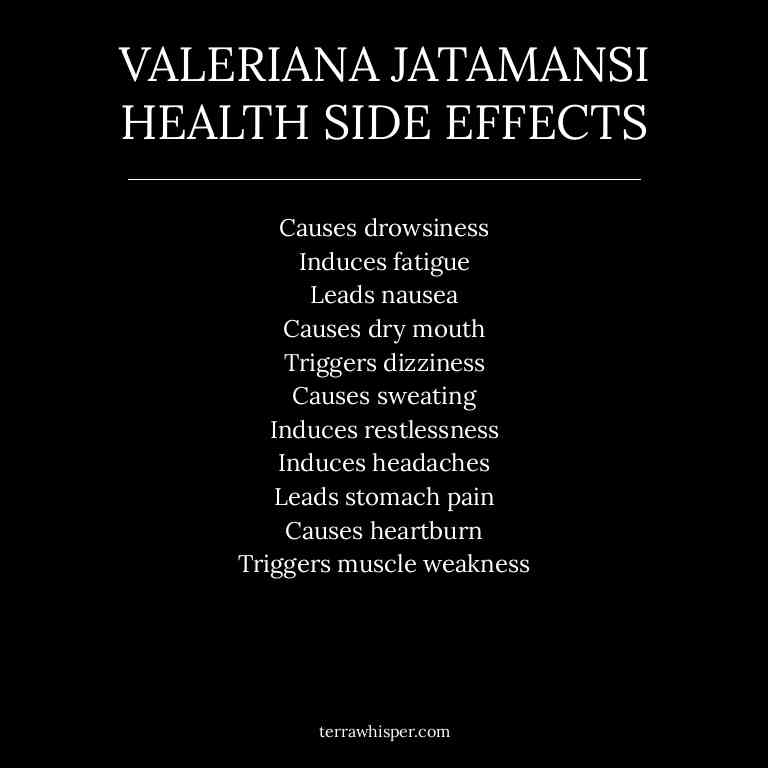 VALERIANA JATAMANSI
HEALTH SIDE EFFECTS
Causes drowsiness
Induces fatigue
Leads nausea
Causes dry mouth
Triggers dizziness
Causes sweating
Induces restlessness
Induces headaches
Leads stomach pain
Causes heartburn
Triggers muscle weakness
terrawhisper.com